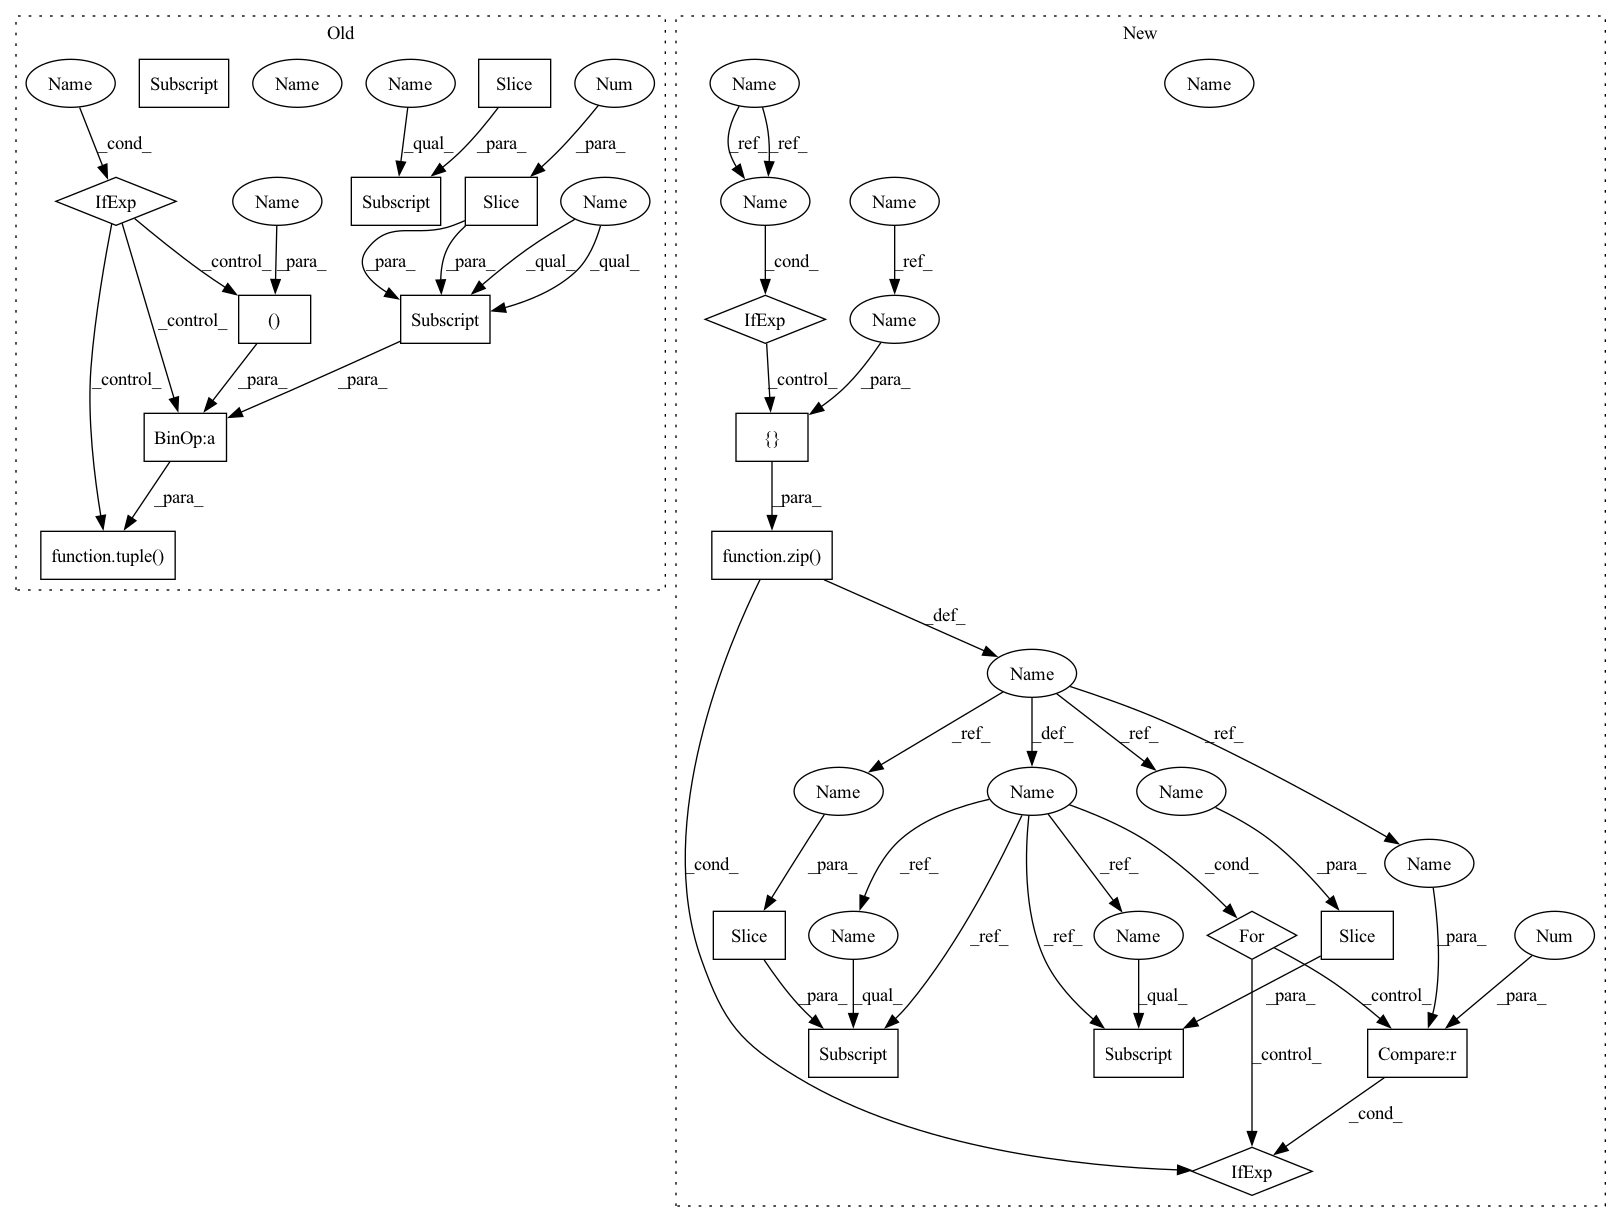 Old New
Name Subscript Name Name Slice Num Name Name
_cond_ _qual_ _para_ _para_ _ref_ _ref_
IfExp Name Subscript Slice Name Name Name
_control_ _para_ _para_ _para_ _qual_ _qual_ _cond_ _ref_
_control_ () Subscript IfExp Name
_control_ _para_ _para_ _control_ _para_
BinOp:a {}
_para_ _para_
function.tuple() function.zip()
_def_
Name
_ref_ _def_ _ref_ _ref_
Name Name Name
Name
_cond_ _para_ _ref_ _ref_ _cond_ _para_
Slice Name _ref_ _ref_ Name For Slice _para_ Num
_para_ _qual_ _qual_ _para_ _control_ _para_
Subscript Subscript _control_ Compare:r
_cond_
IfExp